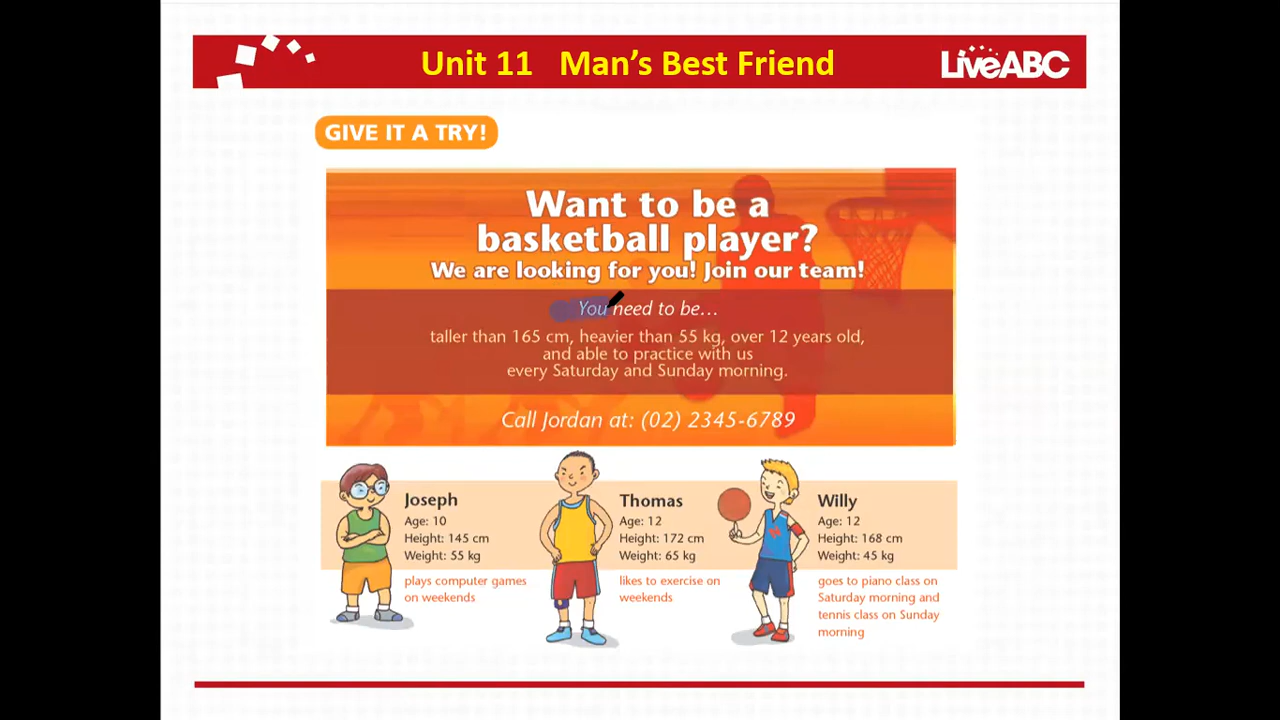 Unit 11 Man's Best Friend
LiveABC
GIVE IT A TRY!
Want to be a
basketball player?
We are looking for you! Join our team!
You need to be...
taller than 165 cm, heavier than 55 kg, over 12 years old,
and able to practice with us
every Saturday and Sunday morning.
Call Jordan at: (02) 2345-6789
Joseph
Age: 10
Height: 145 cm
Weight: 55 kg
plays computer games
on weekends
Thomas
Age: 12
Height: 172 cm
Weight: 65 kg
likes to exercise on
weekends
Willy
Age: 12
Height: 168 cm
Weight: 45 kg
goes to piano class on
Saturday morning and
tennis class on Sunday
morning